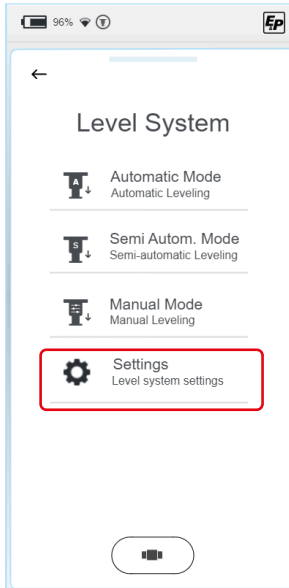 96% T EP
Level System
A
Automatic Mode
Automatic Leveling
S
Semi Autom. Mode
Semi-automatic Leveling
Manual Mode
Manual Leveling
Settings
Level system settings